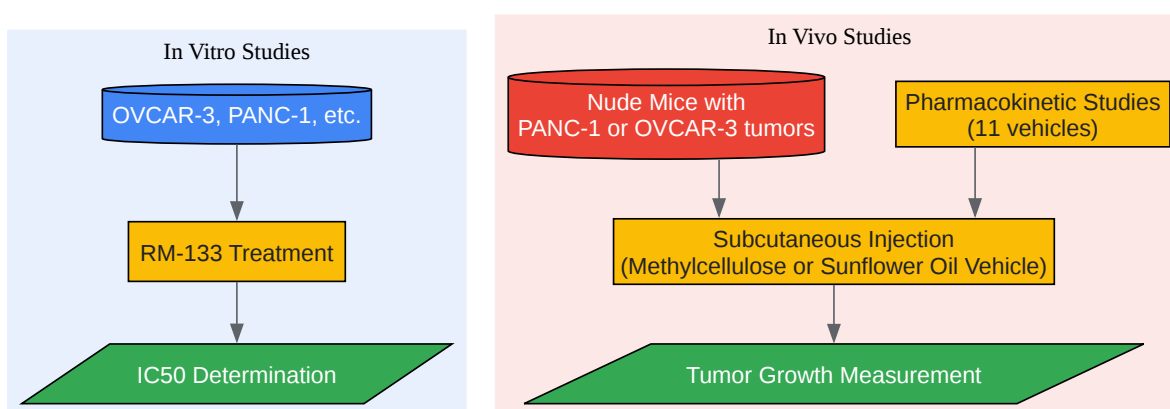 In Vitro Studies
OVCAR-3, PANC-1, etc.
RM-133 Treatment
IC50 Determination
In Vivo Studies
Nude Mice with
PANC-1 or OVCAR-3 tumors
Pharmacokinetic Studies
(11 vehicles)
Subcutaneous Injection
(Methylcellulose or Sunflower Oil Vehicle)
Tumor Growth Measurement